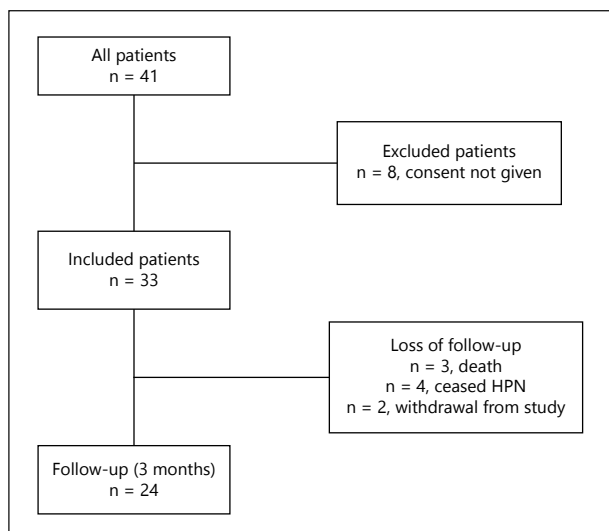 All patients
n = 41
Excluded patients
n = 8, consent not given
Included patients
n = 33
Loss of follow-up
n = 3, death
n = 4, ceased HPN
n = 2, withdrawal from study
Follow-up (3 months)
n = 24